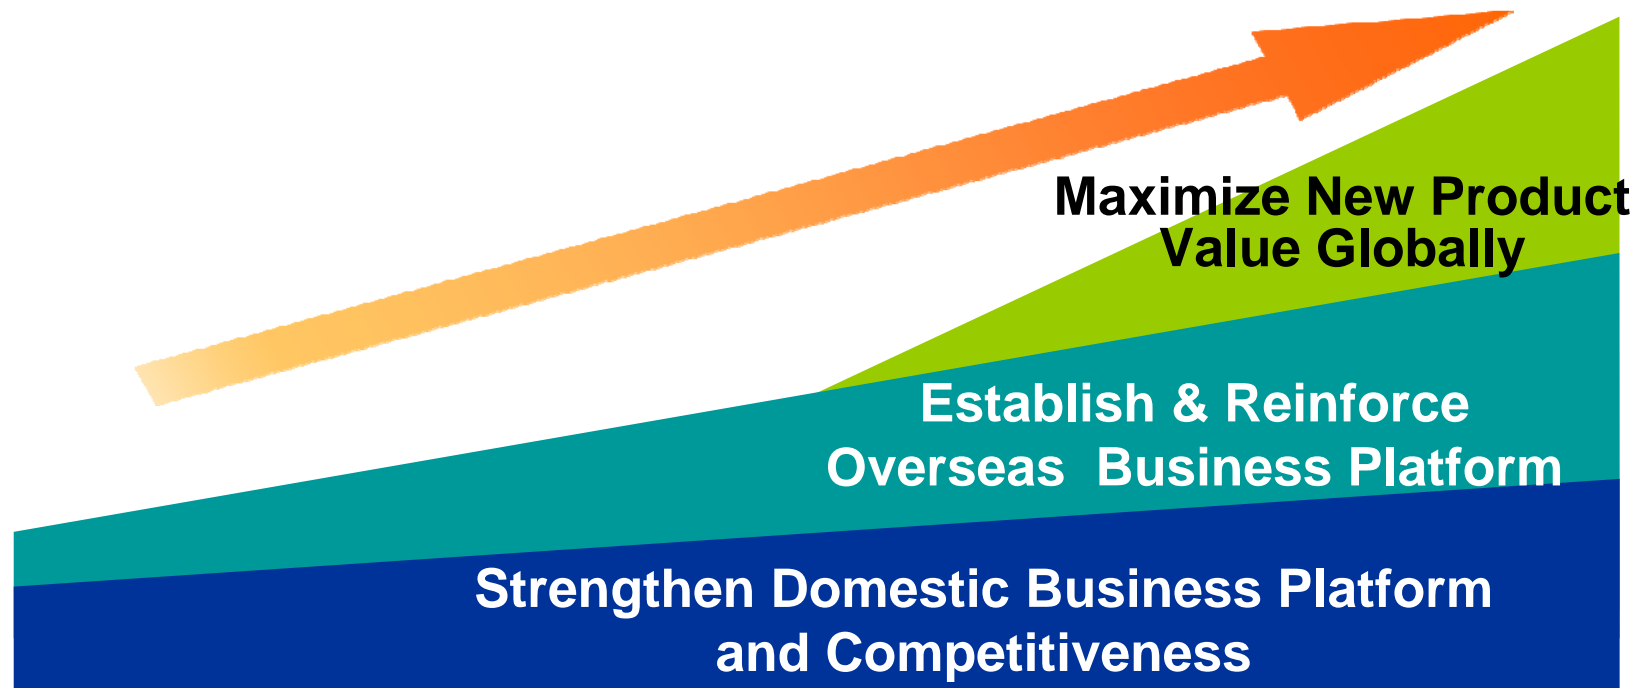 Maximize New Product
Value Globally
Establish & Reinforce
Overseas  Business Platform
Strengthen Domestic Business Platform
and Competitiveness